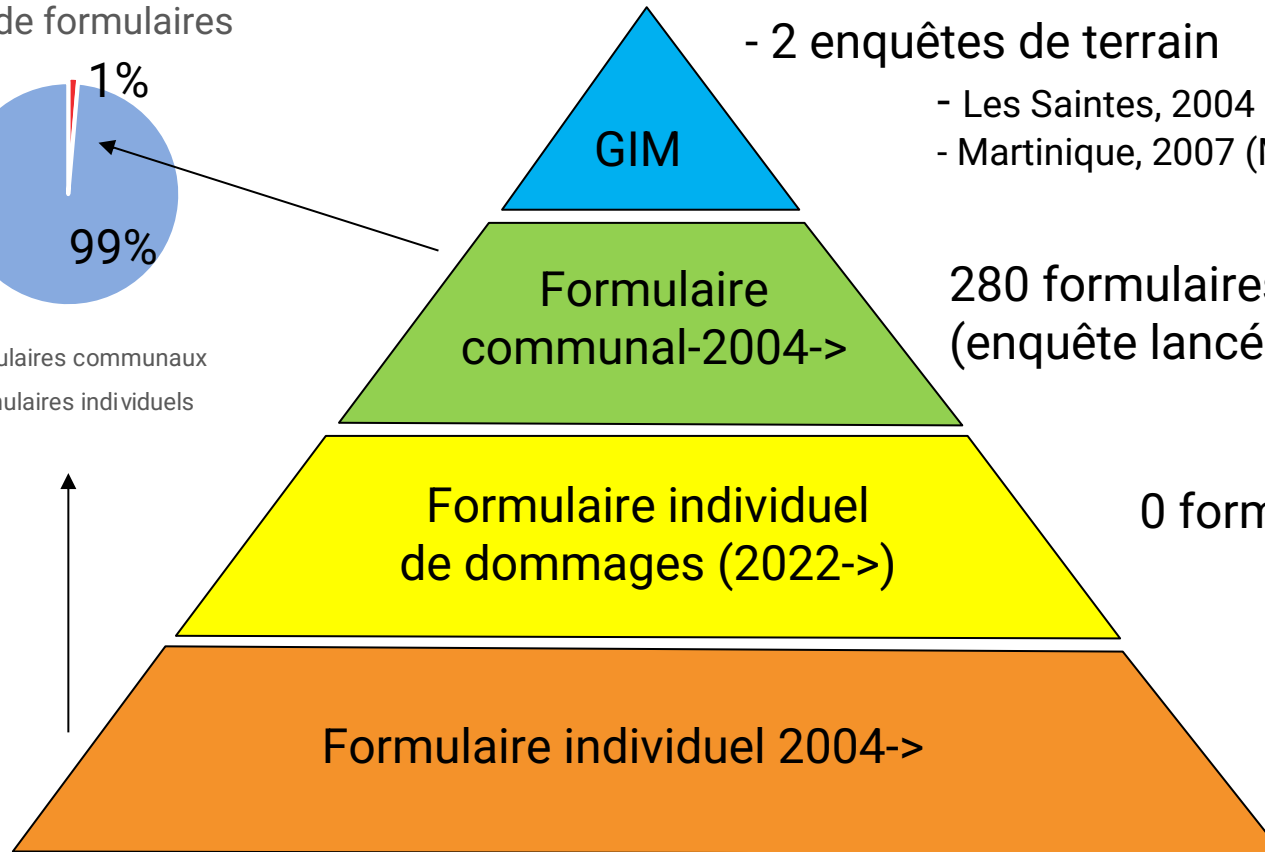 de formulaires
1%
99%
ulaires communaux
ulaires individuels
GIM
- 2 enquêtes de terrain
- Les Saintes, 2004
- Martinique, 2007 (
Formulaire
communal-2004->
280 formulaires
(enquête lancé
Formulaire individuel
de dommages (2022->)
0 form
Formulaire individuel 2004->